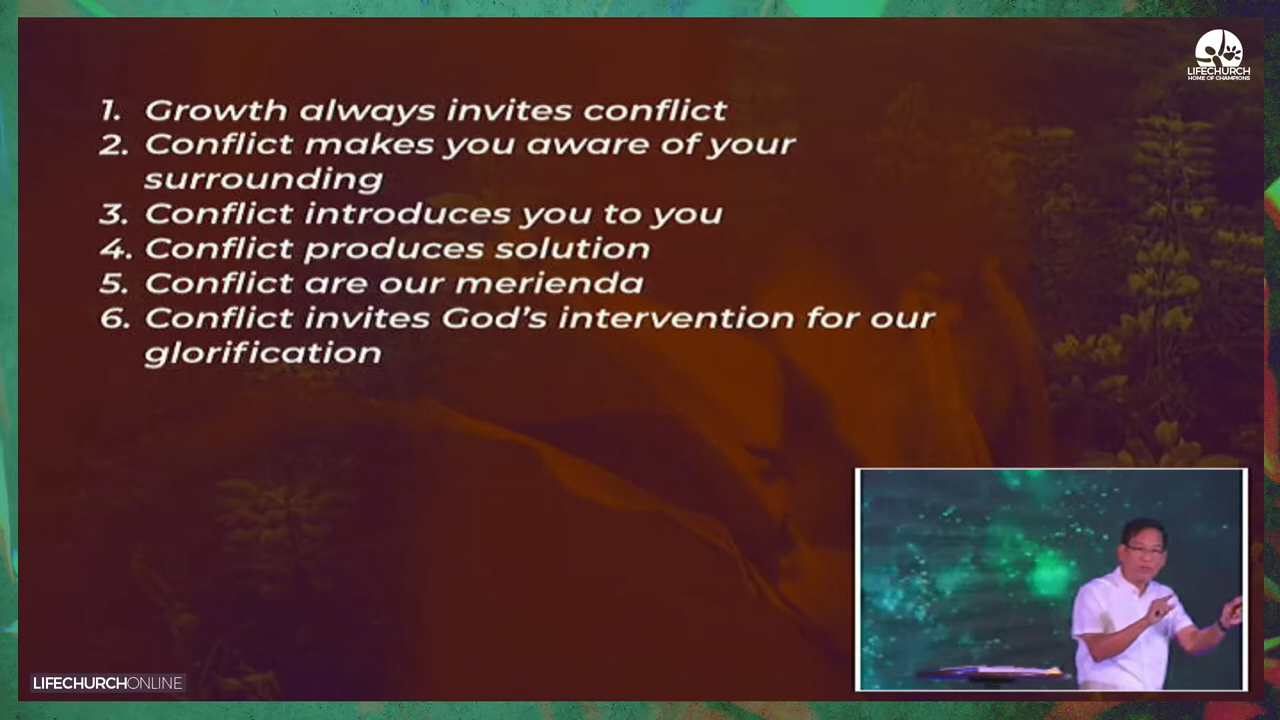 LIFECHURCH
HOME OF CHAMPIONS
1. Growth always invites conflict
2. Conflict makes you aware of your
surrounding
3. Conflict introduces you to you
4. Conflict produces solution
5. Conflict are our merienda
6. Conflict invites God's intervention for our
glorification
LIFECHURCHONLINE